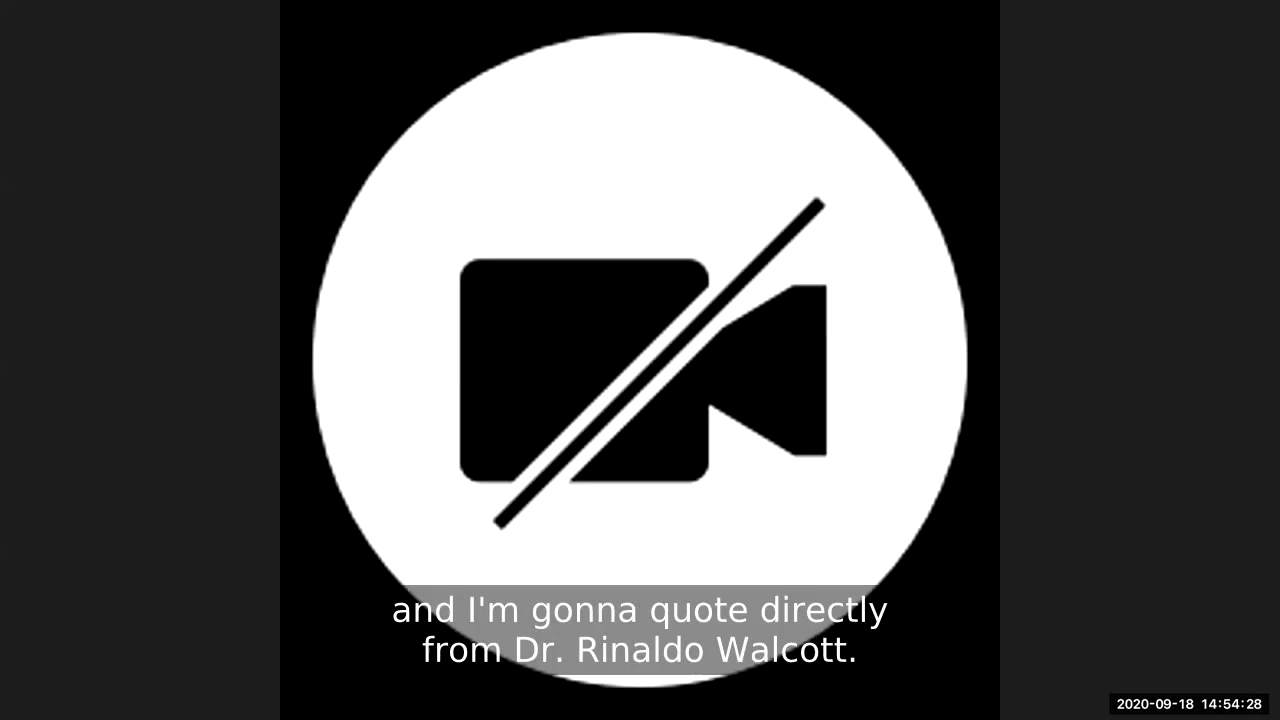 and I'm gonna quote directly
from Dr. Rinaldo Walcott.
2020-09-18 14:54:28